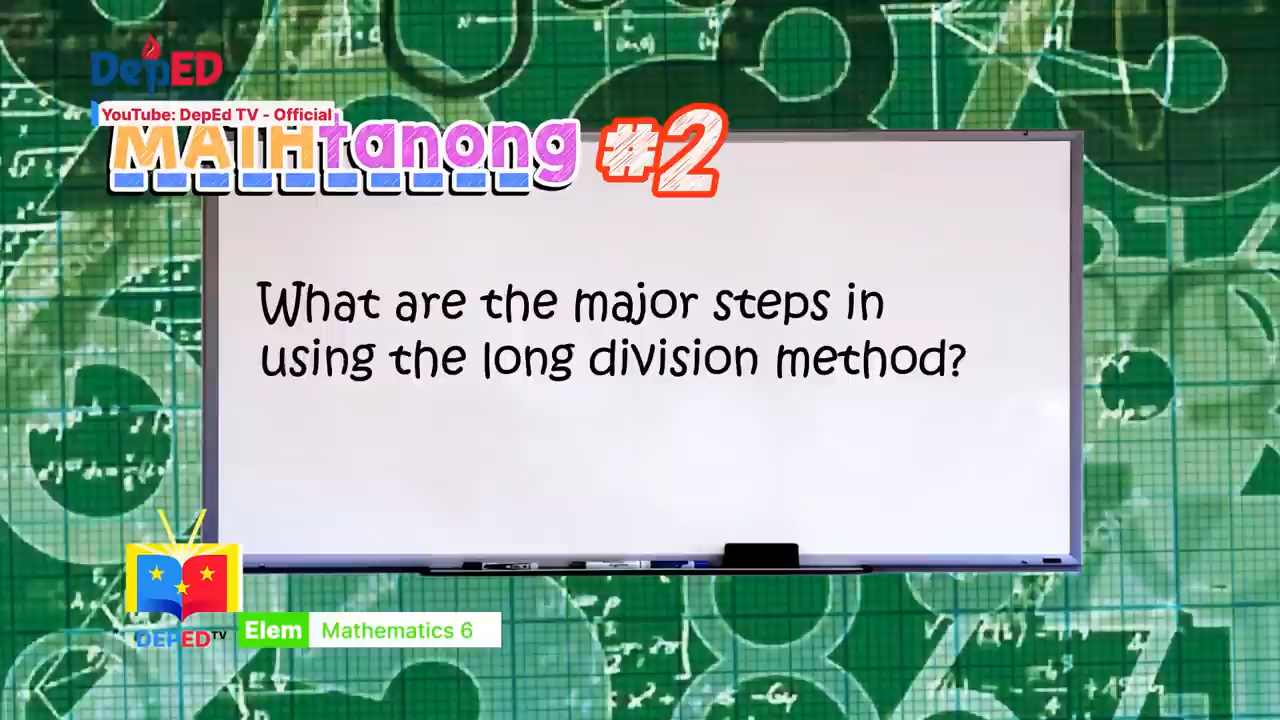 DepED
YouTube: DepEd TV - Official
MATHtanong #2
What are the major steps in
using the long division method?
DEPED TV
Elem Mathematics 6